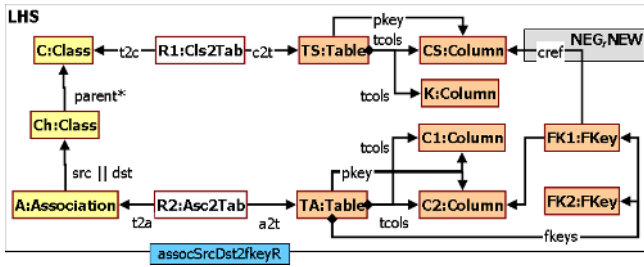 LHS
pkey
NEG,NEW
C:Class
t2c
R1:Cls2Tab
c2t
TS:Table
tcols
CS:Column
cref
parent*
tcols
K:Column
Ch:Class
C1:Column
FK1:FKey
tcols
src || dst
pkey
A:Association
R2:Asc2Tab
TA:Table
C2:Column
FK2:FKey
t2a
a2t
tcols
fkeys
assocSrcDst2fkeyR